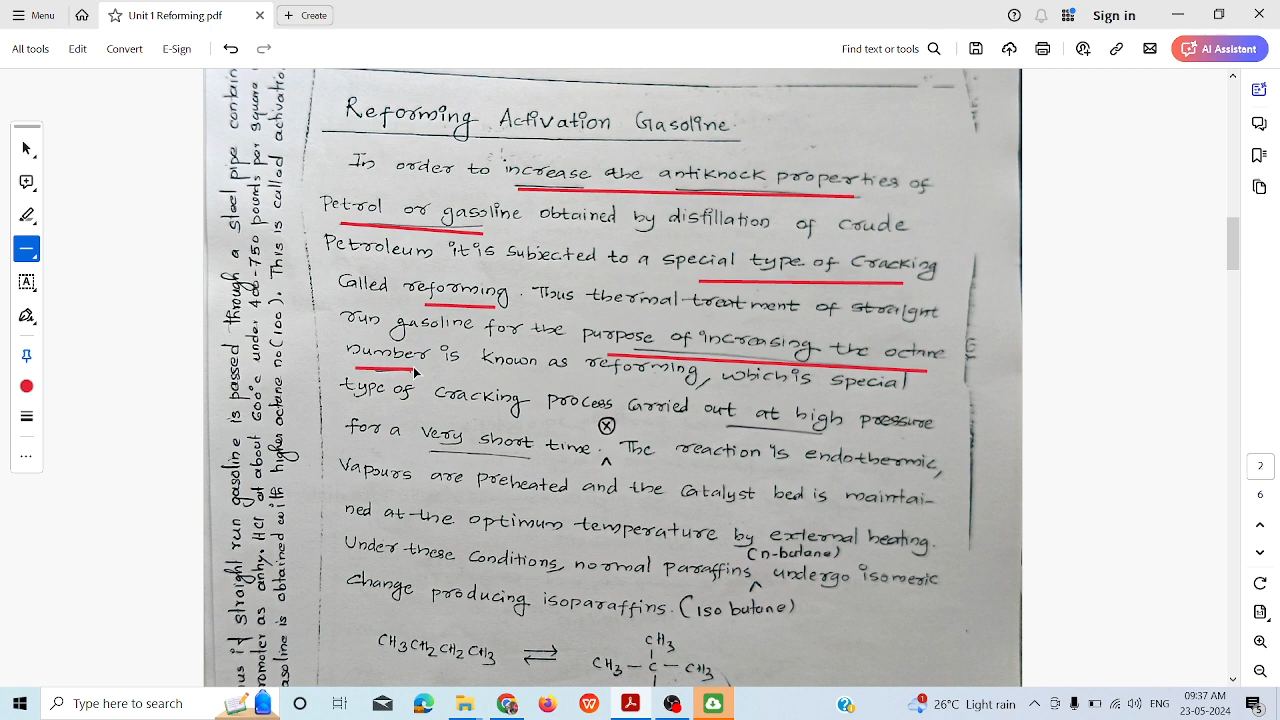 Menu
Unit 1 Reforming.pdf
Create
Sign in
All tools Edit Convert E-Sign
Find text or tools
AI Assistant
Reforming Activation Gasoline
In order to increase the antiknock properties of
Petrol or gasoline obtained by distillation of crude
Petroleum it is subjected to a special type of Cracking
Called reforming. Thus thermal treatment of straight
run gasoline for the purpose of increasing the octane
number is known as reforming, which is special
type of Cracking process Carried out at high pressure
for a very short time. The reaction is endothermic,
Vapours are preheated and the Catalyst bed is maintai-
ned at the optimum temperature by external heating.
(n-butane)
Under these Conditions, normal paraffins undergo isomeric
Change producing isoparaffins. (iso butane)
CH3CH2CH2CH3 ⇌ CH3 – C – CH3
CH3
if straight run gasoline is passed through a steel pipe contain
as anhy. HCl at about 600°c under 400-750 pounds per square
is obtained with higher octane no(100). This is called activation
2
6
Type here to search
26°C Light rain
ENG
09:37 AM
23-05-2024
5
1